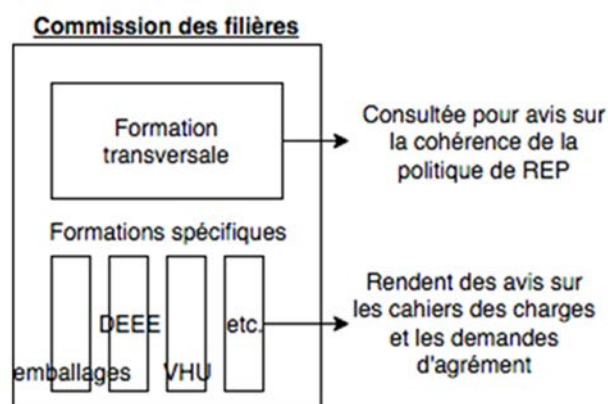 Commission des filières
Formation
transversale
Consultée pour avis sur
la cohérence de la
politique de REP
Formations spécifiques
emballages
DEEE
VHU
etc.
Rendent des avis sur
les cahiers des charges
et les demandes
d'agrément